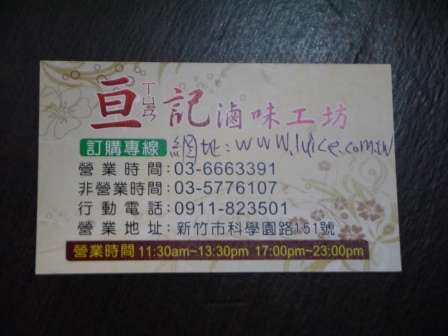 亘記滷味工坊
ㄒㄩㄢ
訂購專線 網址:www.luice.com.tw
營業時間:03-6663391
非營業時間:03-5776107
行動電話:0911-823501
營業地址:新竹市科學園路151號
營業時間11:30am~13:30pm 17:00pm~23:00pm